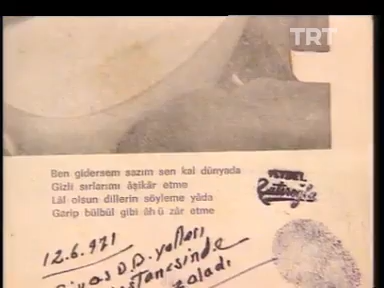 TRT
Ben gidersem sazım sen kal dünyada
Gizli sırlarımı âşikâr etme
Lâl olsun dillerin söyleme yâda
Garip bülbül gibi âh ü zâr etme
VEYSEL
Şatıroğlu
12.6.971
Sivas D.D. yolları